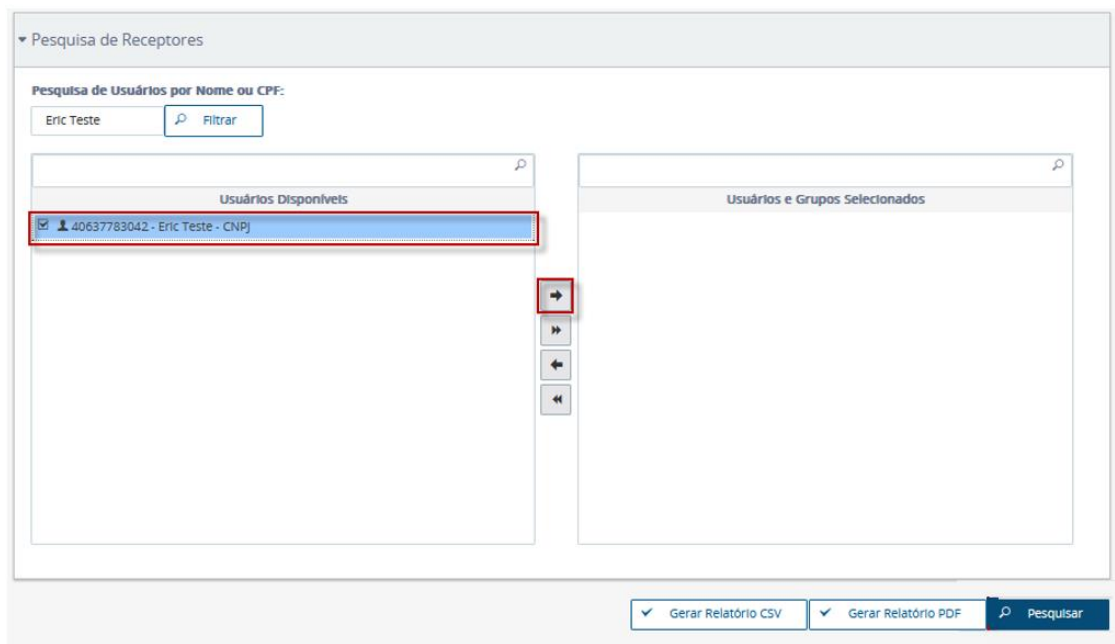 Pesquisa de Receptores
Pesquisa de Usuários por Nome ou CPF:
Eric Teste
Filtrar
Usuários Disponíveis
Usuários e Grupos Selecionados
40637783042 - Eric Teste - CNPJ
Gerar Relatório CSV
Gerar Relatório PDF
Pesquisar